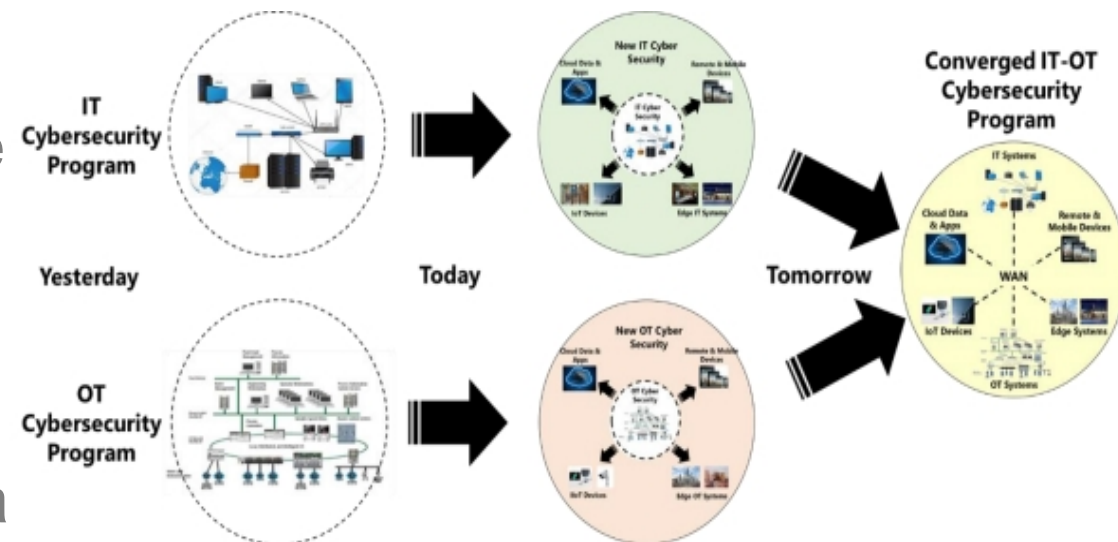 IT
Cybersecurity
Program
New IT Cyber
Security
Cloud Data &
Apps
Remote & Mobile
Devices
IT Cyber
Security
IoT Devices
Edge IT Systems
Converged IT-OT
Cybersecurity
Program
IT Systems
Cloud Data
& Apps
Remote &
Mobile Devices
WAN
IoT Devices
Edge Systems
OT Systems
Yesterday
Today
Tomorrow
OT
Cybersecurity
Program
New OT Cyber
Security
Cloud Data &
Apps
Remote & Mobile
Devices
OT Cyber
Security
IIoT Devices
Edge OT Systems
e
a